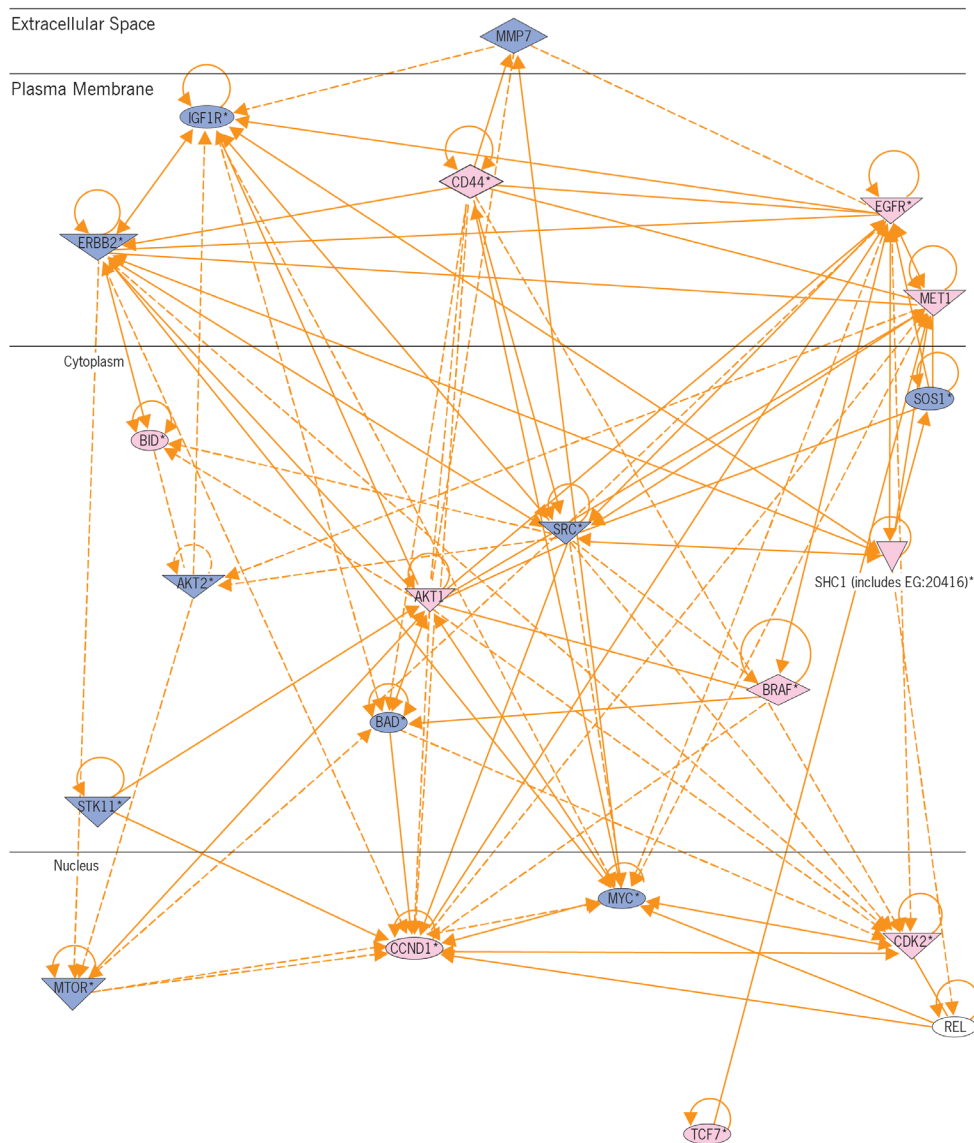 Extracellular Space
MMP7
Plasma Membrane
IGF1R*
CD44*
EGFR*
ERBB2*
MET1
Cytoplasm
SOS1*
BID*
SRC*
AKT2*
SHC1 (includes EG:20416)*
AKT1
BRAF*
BAD*
STK11*
Nucleus
MYC*
CCND1*
CDK2*
MTOR*
REL
TCF7*